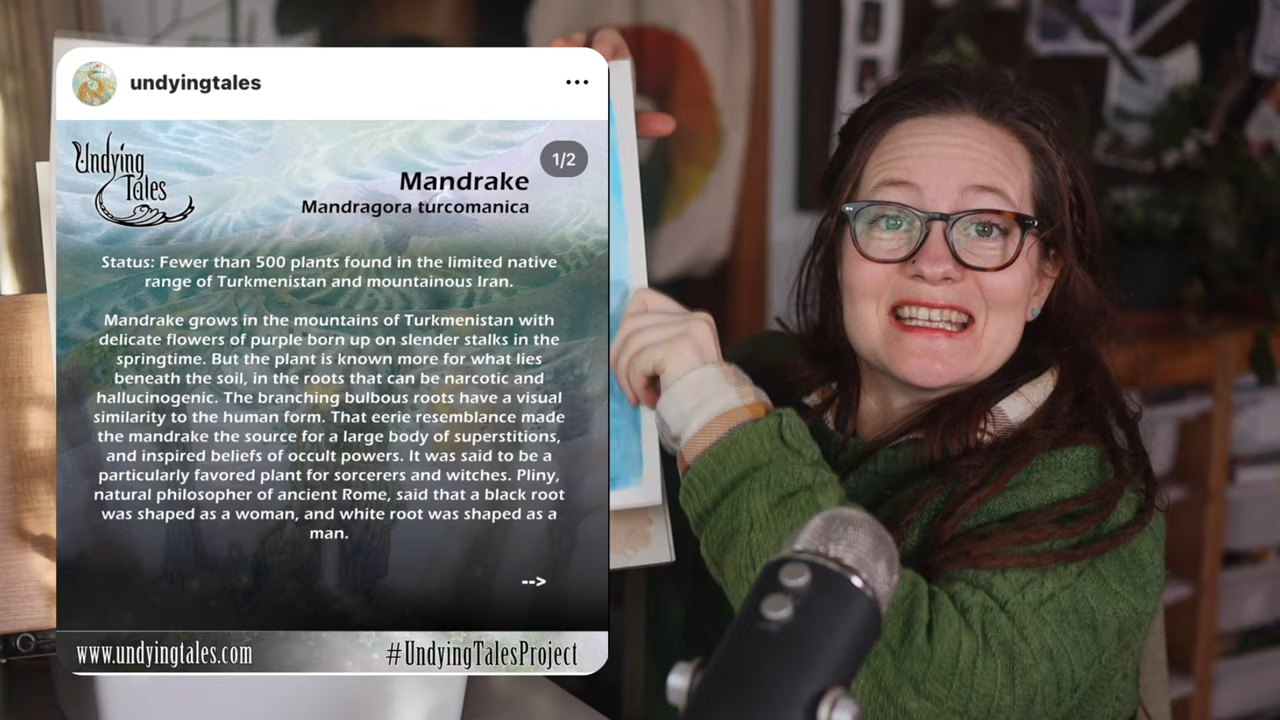 undyingtales
1/2
Undying
Tales
Mandrake
Mandragora turcomanica
Status: Fewer than 500 plants found in the limited native
range of Turkmenistan and mountainous Iran.
Mandrake grows in the mountains of Turkmenistan with
delicate flowers of purple born up on slender stalks in the
springtime. But the plant is known more for what lies
beneath the soil, in the roots that can be narcotic and
hallucinogenic. The branching bulbous roots have a visual
similarity to the human form. That eerie resemblance made
the mandrake the source for a large body of superstitions,
and inspired beliefs of occult powers. It was said to be a
particularly favored plant for sorcerers and witches. Pliny,
natural philosopher of ancient Rome, said that a black root
was shaped as a woman, and white root was shaped as a
man.
-->
www.undyingtales.com
#UndyingTalesProject